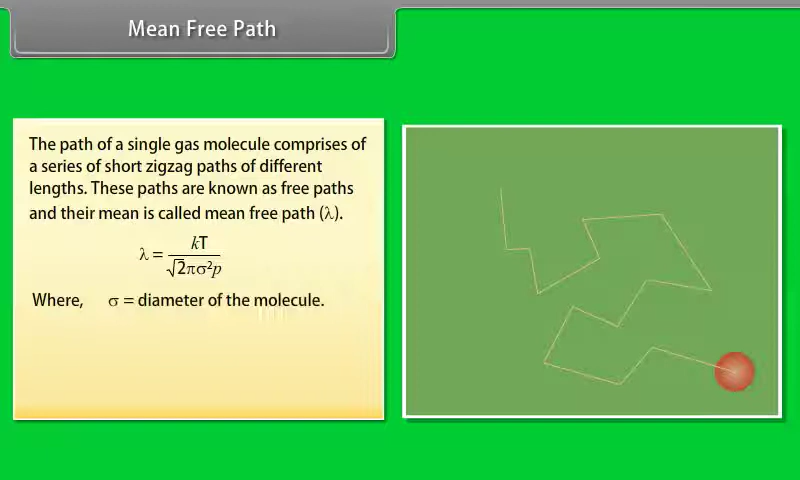 Mean Free Path
The path of a single gas molecule comprises of
a series of short zigzag paths of different
lengths. These paths are known as free paths
and their mean is called mean free path (λ).
λ = kT / √2πσ²p
Where, σ = diameter of the molecule.